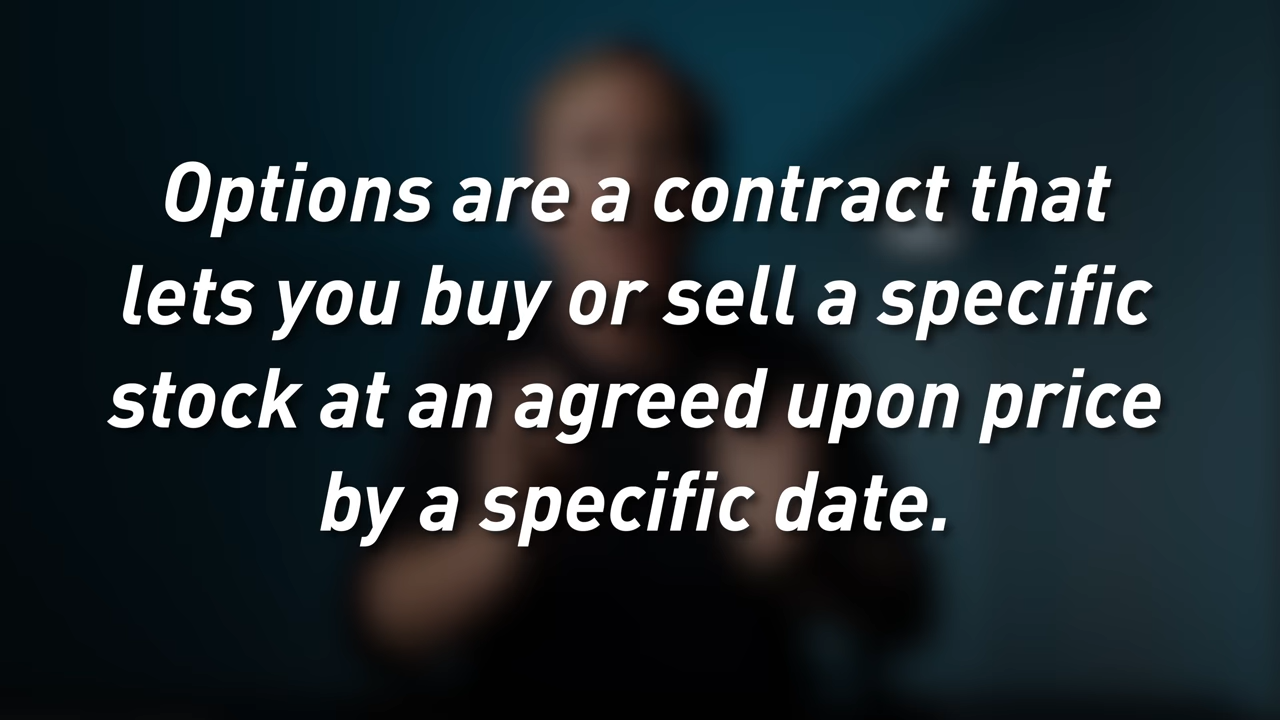 Options are a contract that
lets you buy or sell a specific
stock at an agreed upon price
by a specific date.